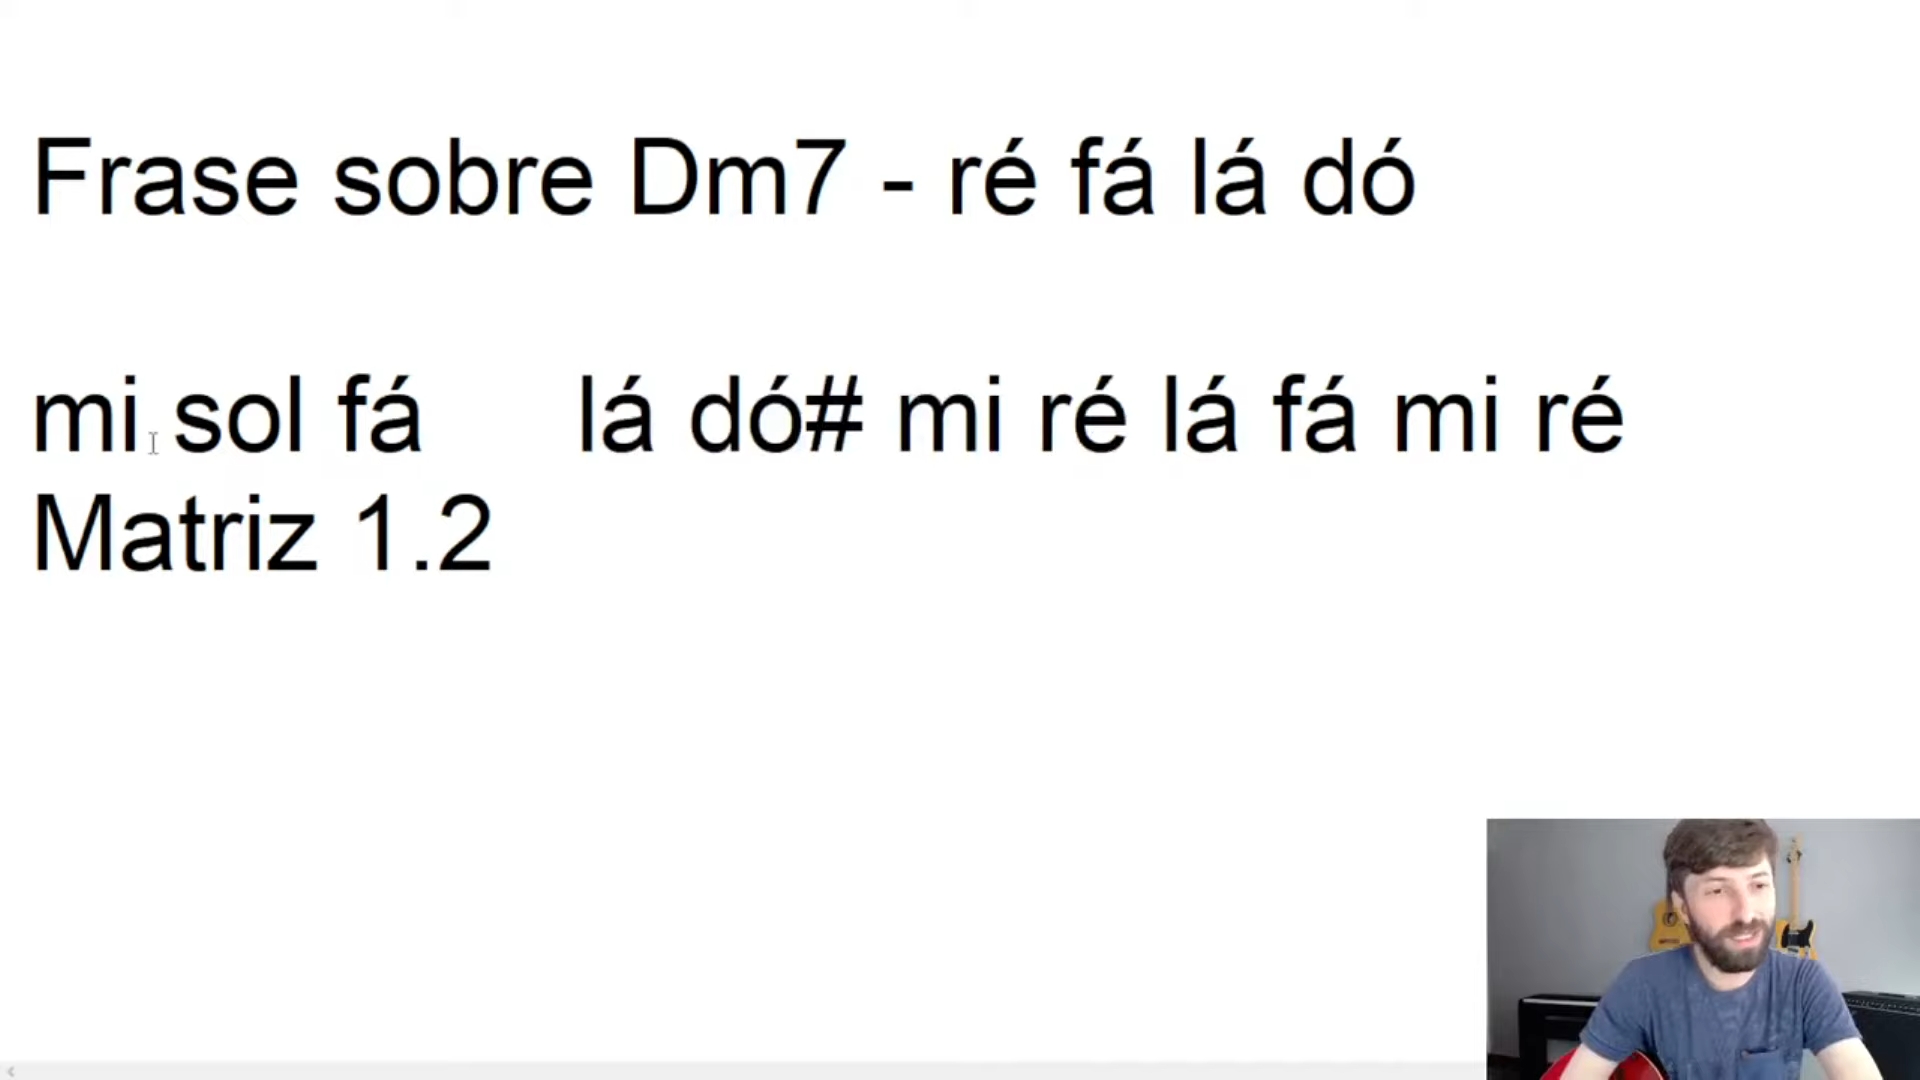 Frase sobre Dm7 - ré fá lá dó
mi sol fá lá dó# mi ré lá fá mi ré
Matriz 1.2